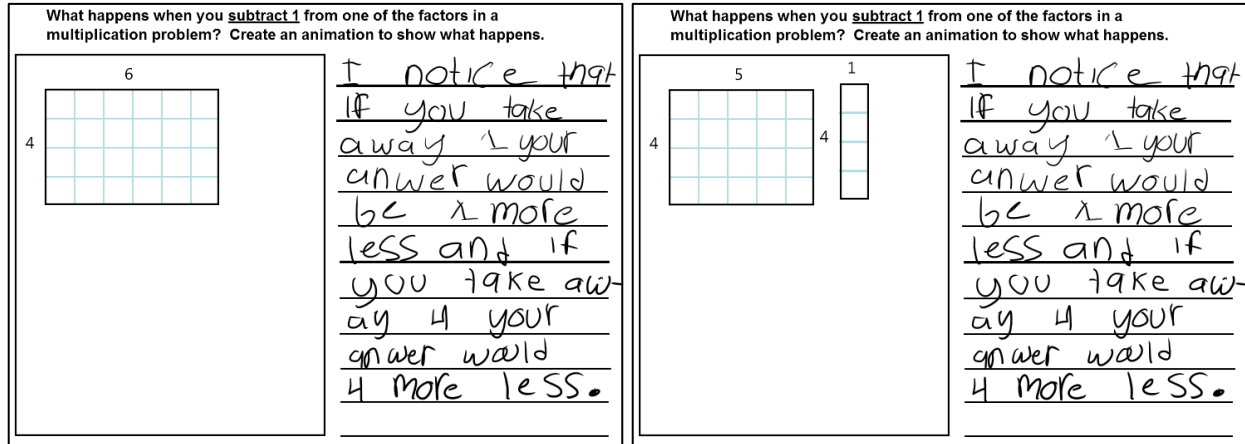 What happens when you subtract 1 from one of the factors in a
multiplication problem?  Create an animation to show what happens.
6
4
I notice that
If you take
away 1 your
anwer would
be 1 more
less and if
you take aw-
ay 4 your
anwer would
4 more less.
What happens when you subtract 1 from one of the factors in a
multiplication problem?  Create an animation to show what happens.
5
1
4
4
I notice that
If you take
away 1 your
anwer would
be 1 more
less and if
you take aw-
ay 4 your
anwer would
4 more less.